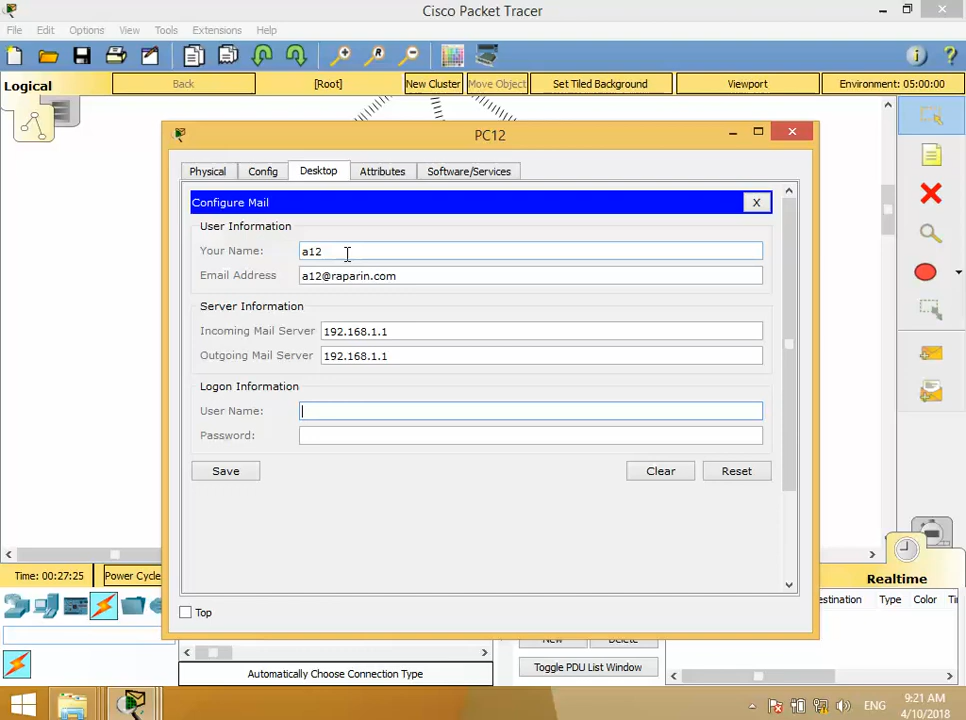 Cisco Packet Tracer
File Edit Options View Tools Extensions Help
Logical Back [Root] New Cluster Move Object Set Tiled Background Viewport Environment: 05:00:00
PC12
Physical Config Desktop Attributes Software/Services
Configure Mail X
User Information
Your Name: a12
Email Address a12@raparin.com
Server Information
Incoming Mail Server 192.168.1.1
Outgoing Mail Server 192.168.1.1
Logon Information
User Name:
Password:
Save Clear Reset
Time: 00:27:25 Power Cycle Realtime
Type Color
Top
New Delete
Toggle PDU List Window
Automatically Choose Connection Type
ENG
9:21 AM
4/10/2018